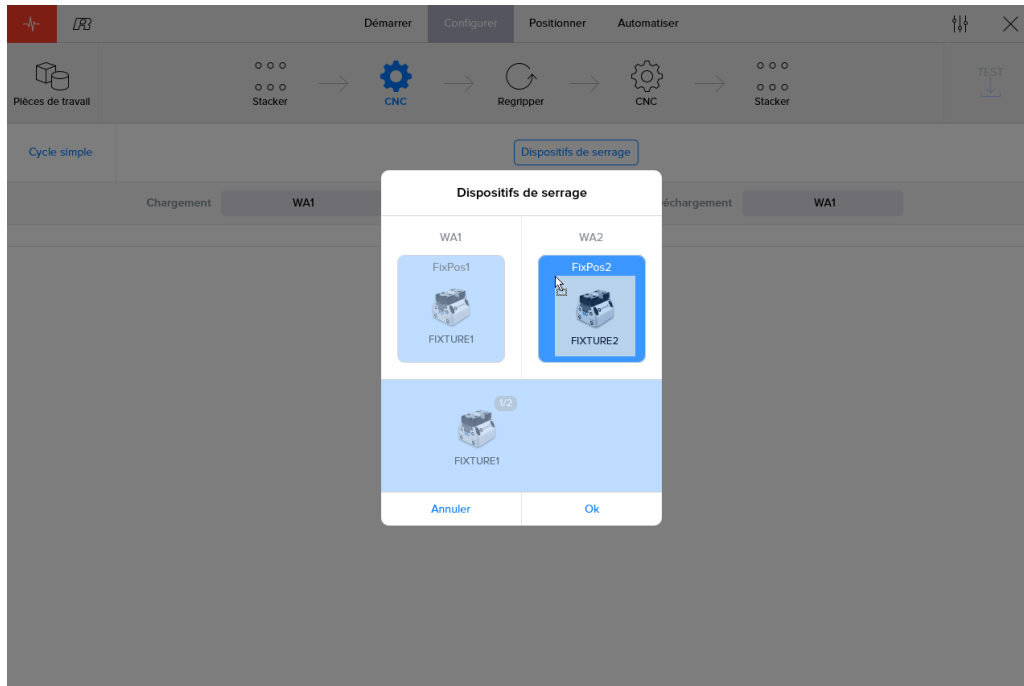 Démarrer
Configurer
Positionner
Automatiser
Pièces de travail
Stacker
CNC
Regripper
CNC
Stacker
TEST
Cycle simple
Dispositifs de serrage
Chargement
WA1
échargement
WA1
Dispositifs de serrage
WA1
WA2
FixPos1
FixPos2
FIXTURE1
FIXTURE2
1/2
FIXTURE1
Annuler
Ok